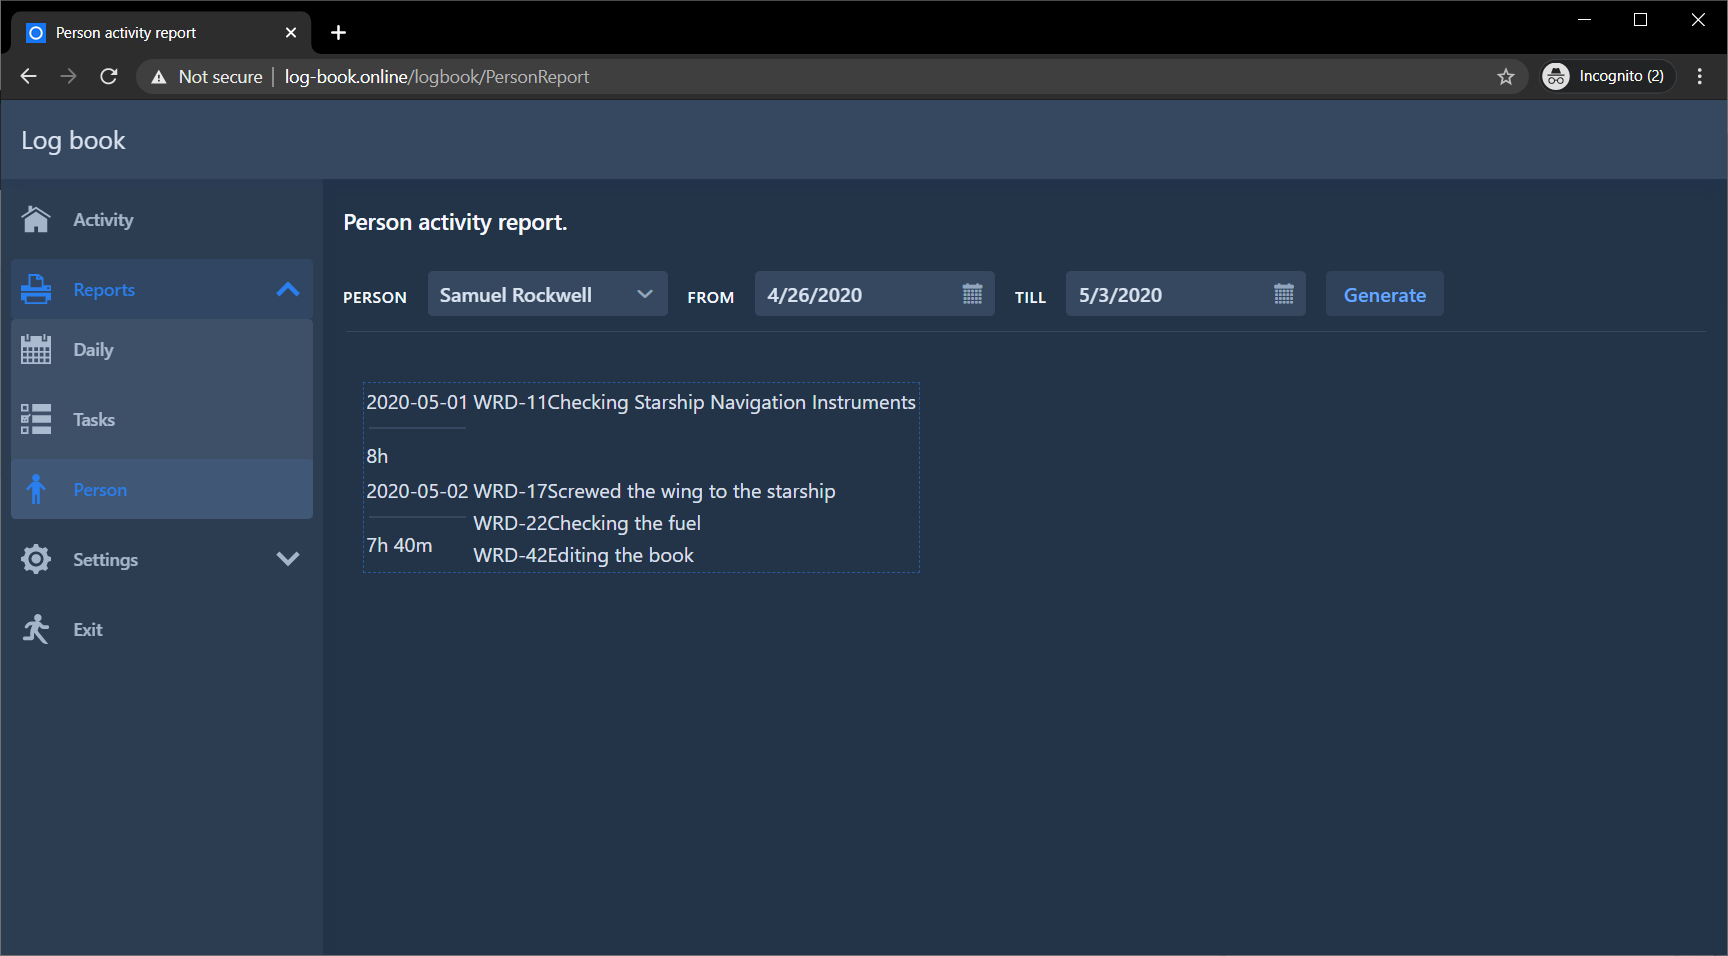 Person activity report
Not secure | log-book.online/logbook/PersonReport
Incognito (2)
Log book
Activity
Reports
Daily
Tasks
Person
Settings
Exit
Person activity report.
PERSON Samuel Rockwell FROM 4/26/2020 TILL 5/3/2020 Generate
2020-05-01 WRD-11Checking Starship Navigation Instruments
8h
2020-05-02 WRD-17Screwed the wing to the starship
WRD-22Checking the fuel
7h 40m
WRD-42Editing the book